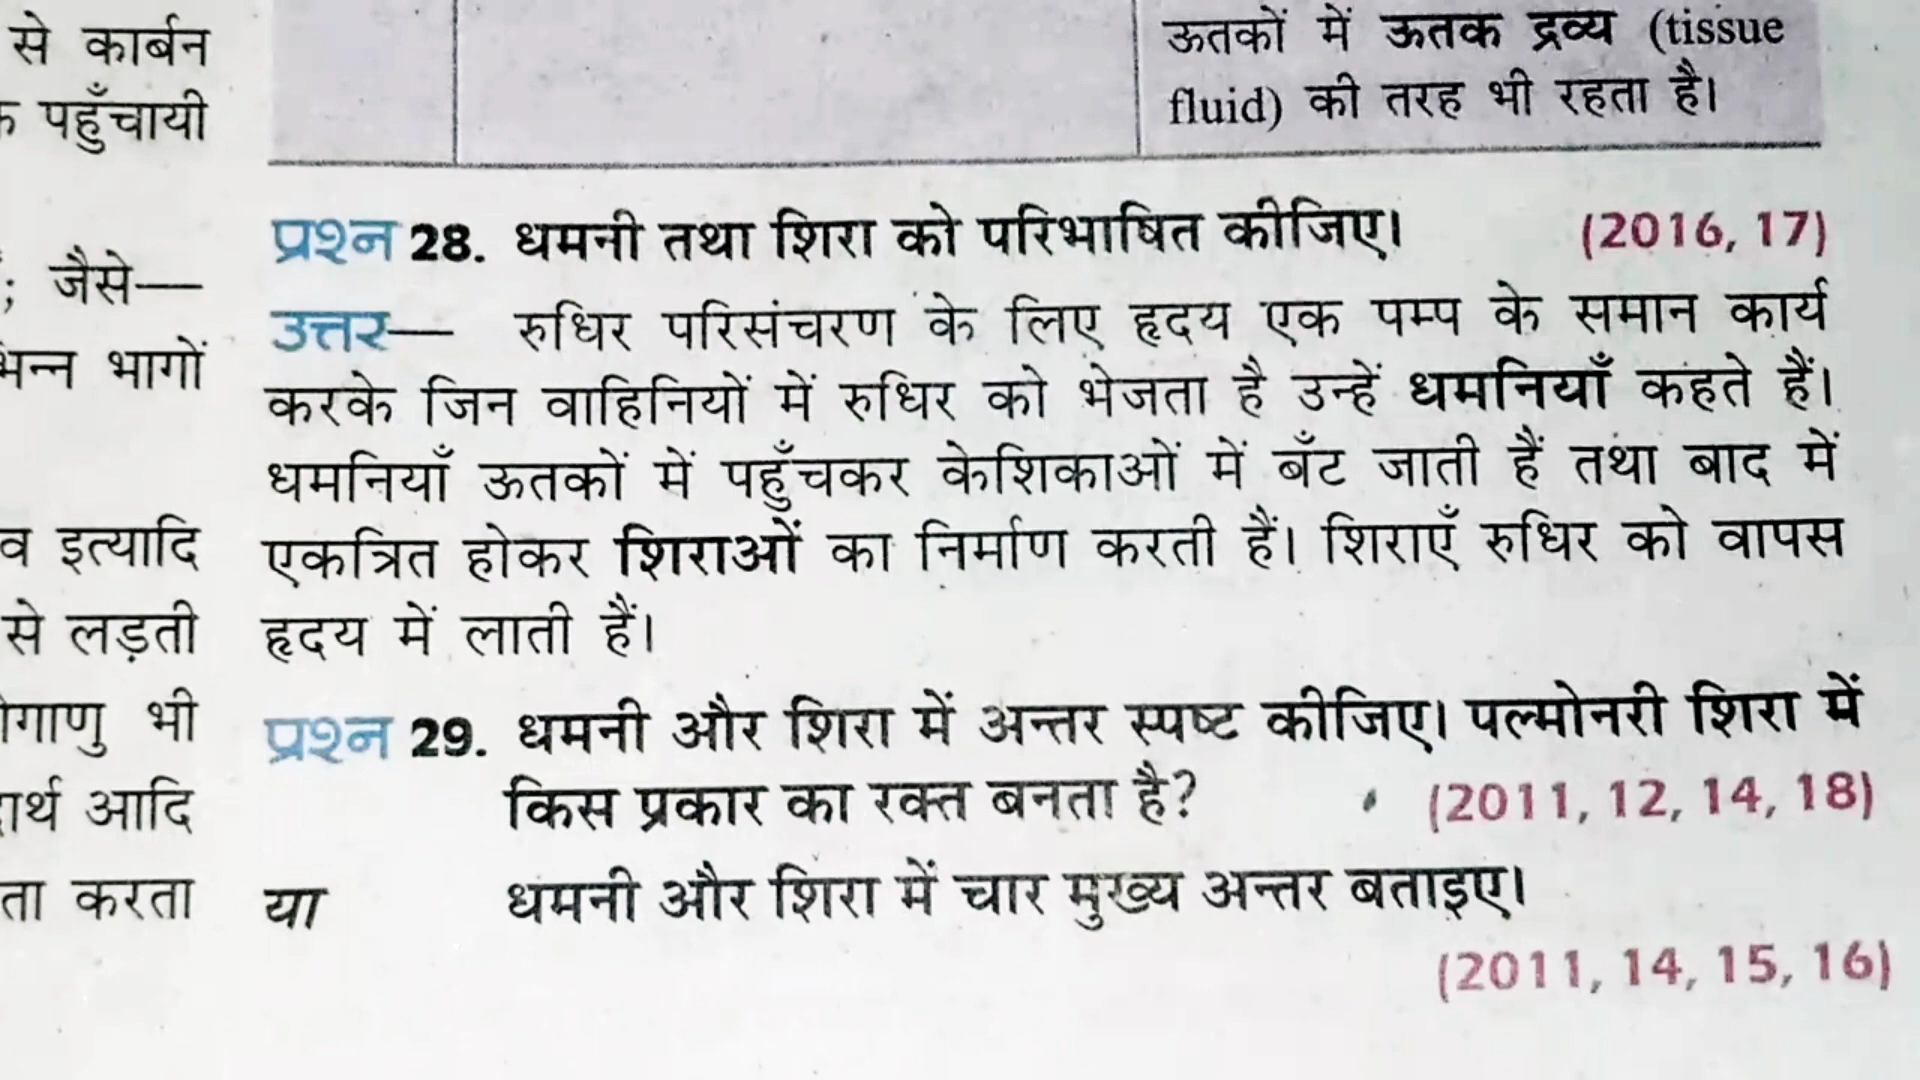 से कार्बन
पहुँचायी
; जैसे—
भागों
व इत्यादि
से लड़ती
भी
आदि
ता करता
ऊतकों में ऊतक द्रव्य (tissue
fluid) की तरह भी रहता है।
प्रश्न 28. धमनी तथा शिरा को परिभाषित कीजिए। (2016, 17)
उत्तर— रुधिर परिसंचरण के लिए हृदय एक पम्प के समान कार्य
करके जिन वाहिनियों में रुधिर को भेजता है उन्हें धमनियाँ कहते हैं।
धमनियाँ ऊतकों में पहुँचकर केशिकाओं में बँट जाती हैं तथा बाद में
एकत्रित होकर शिराओं का निर्माण करती हैं। शिराएँ रुधिर को वापस
हृदय में लाती हैं।
प्रश्न 29. धमनी और शिरा में अन्तर स्पष्ट कीजिए। पल्मोनरी शिरा में
किस प्रकार का रक्त बनता है? (2011, 12, 14, 18)
या धमनी और शिरा में चार मुख्य अन्तर बताइए।
(2011, 14, 15, 16)